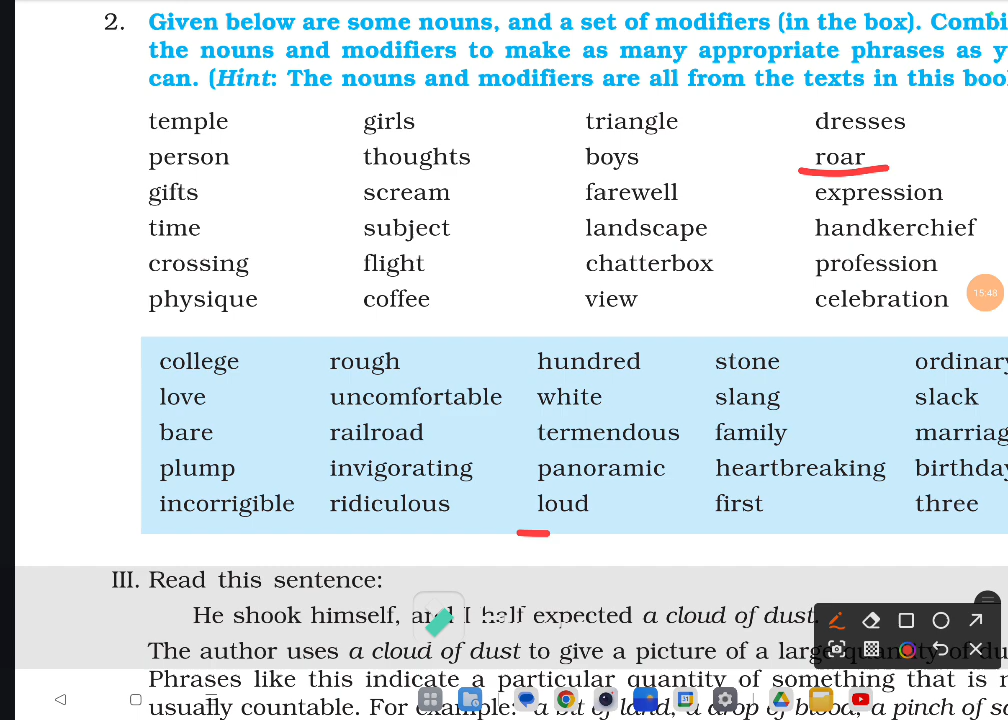 2. Given below are some nouns, and a set of modifiers (in the box).
the nouns and modifiers to make as many appropriate phrases as
can. (Hint: The nouns and modifiers are all from the texts in this
temple girls triangle dresses
person thoughts boys roar
gifts scream farewell expression
time subject landscape handkerchief
crossing flight chatterbox profession
physique coffee view celebration
15:48
college rough hundred stone
love uncomfortable white slang slack
bare railroad termendous family
plump invigorating panoramic heartbreaking
incorrigible ridiculous loud first three
III. Read this sentence:
He shook himself, and I half expected a cloud of dust.
The author uses a cloud of dust to give a picture of a large quantity of
Phrases like this indicate a particular quantity of something that is
usually countable. For example: a bit of land, a drop of blood, a pinch of